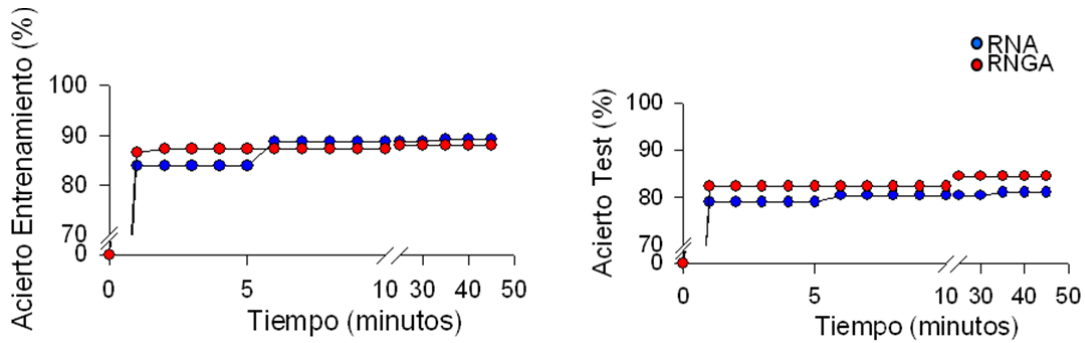 Acierto Entrenamiento (%)
100
90
80
70
0
0 5 10 30 40 50
Tiempo (minutos)
RNA
RNGA
Acierto Test (%)
100
90
80
70
0
0 5 10 30 40 50
Tiempo (minutos)